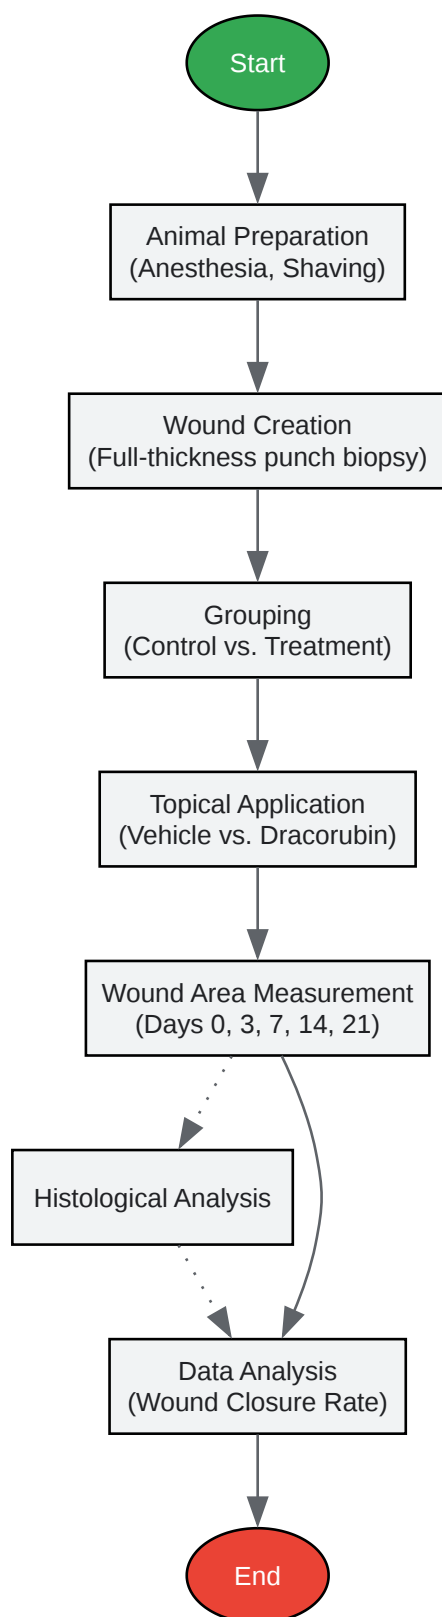 Start
Animal Preparation
(Anesthesia, Shaving)
Wound Creation
(Full-thickness punch biopsy)
Grouping
(Control vs. Treatment)
Topical Application
(Vehicle vs. Dracorubin)
Wound Area Measurement
(Days 0, 3, 7, 14, 21)
Histological Analysis
Data Analysis
(Wound Closure Rate)
End